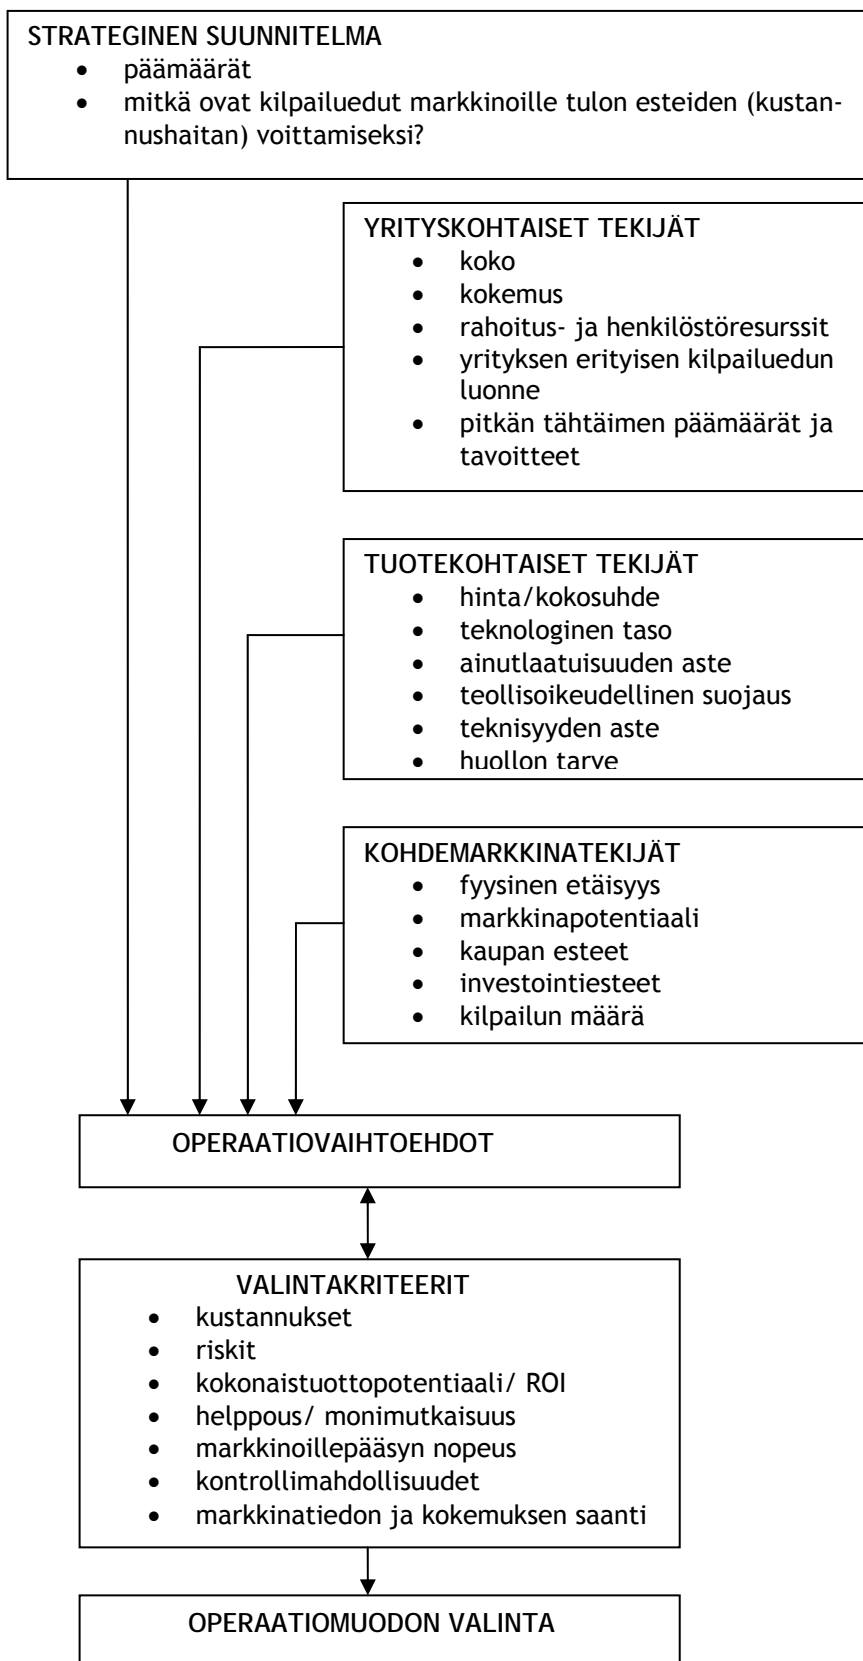 STRATEGINEN SUUNNITELMA
• päämäärät
• mitkä ovat kilpailuedut markkinoille tulon esteiden (kustan-
nushaitan) voittamiseksi?
YRITYSKOHTAISET TEKIJÄT
• koko
• kokemus
• rahoitus- ja henkilöstöresurssit
• yrityksen erityisen kilpailuedun
luonne
• pitkän tähtäimen päämäärät ja
tavoitteet
TUOTEKOHTAISET TEKIJÄT
• hinta/kokosuhde
• teknologinen taso
• ainutlaatuisuuden aste
• teollisoikeudellinen suojaus
• teknisyyden aste
• huollon tarve
KOHDEMARKKINATEKIJÄT
• fyysinen etäisyys
• markkinapotentiaali
• kaupan esteet
• investointiesteet
• kilpailun määrä
OPERAATIOVAIHTOEHDOT
VALINTAKRITEERIT
• kustannukset
• riskit
• kokonaistuottopotentiaali/ ROI
• helppous/ monimutkaisuus
• markkinoillepääsyn nopeus
• kontrollimahdollisuudet
• markkinatiedon ja kokemuksen saanti
OPERAATIOMUODON VALINTA